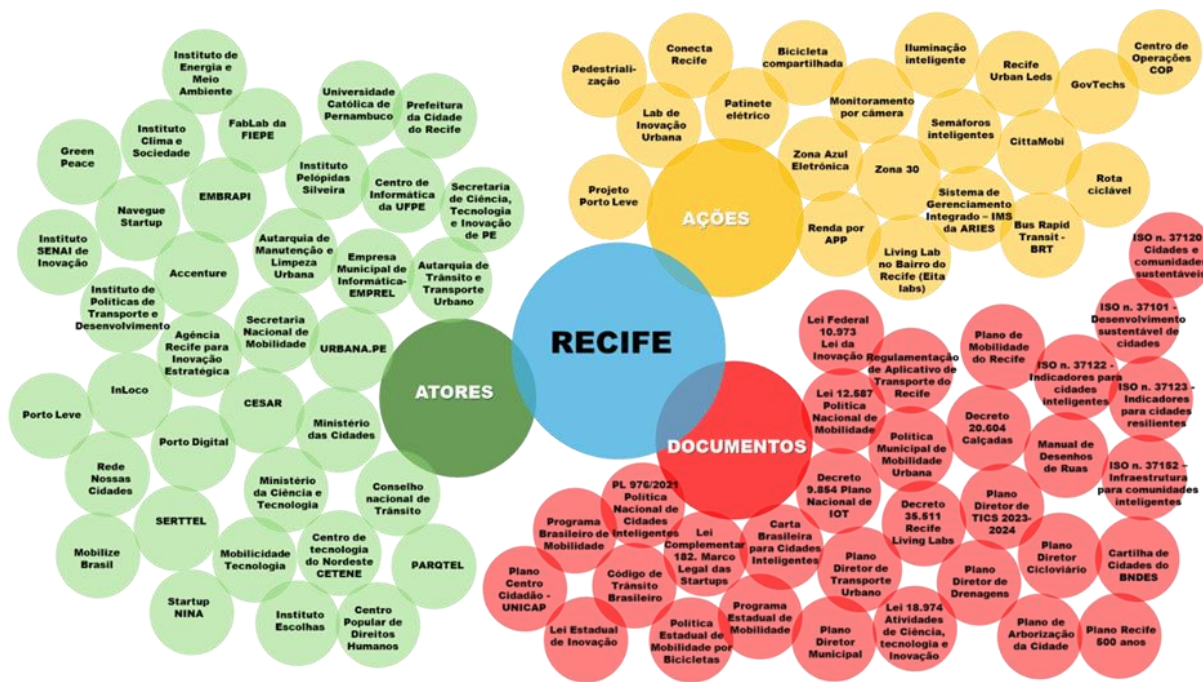 Instituto de
Energia e
Meio
Ambiente
Universidade
Católica de
Pernambuco
Prefeitura
da Cidade
do Recife
FabLab da
FIEPE
Instituto
Clima e
Sociedade
Green
Peace
Instituto
Pelópidas
Silveira
Centro de
Informática
da UFPE
Secretaria
de Ciência,
Tecnologia
e Inovação
de PE
EMBRAPI
Navegue
Startup
Instituto
SENAI de
Inovação
Accenture
Autarquia de
Manutenção e
Limpeza
Urbana
Empresa
Municipal de
Informática-
EMPREL
Autarquia de
Trânsito e
Transporte
Urbano
Instituto de
Políticas de
Transporte e
Desenvolvimento
Agência
Recife para
Inovação
Estratégica
Secretaria
Nacional de
Mobilidade
URBANA.PE
ATORES
InLoco
Porto Leve
CESAR
Porto Digital
Ministério
das Cidades
Rede
Nossas
Cidades
Ministério
da Ciência e
Tecnologia
Conselho
nacional de
Trânsito
SERTTEL
Mobilize
Brasil
Mobilicidade
Tecnologia
Centro de
tecnologia
do Nordeste
CETENE
PARQTEL
Startup
NINA
Instituto
Escolhas
Centro
Popular de
Direitos
Humanos
RECIFE
Pedestriali-
zação
Conecta
Recife
Bicicleta
compartilhada
Iluminação
inteligente
Recife
Urban Leds
GovTechs
Centro de
Operações
COP
Lab de
Inovação
Urbana
Patinete
elétrico
Monitoramento
por câmera
Semáforos
inteligentes
CittaMobi
Zona Azul
Eletrônica
Zona 30
Rota
ciclável
Projeto
Porto Leve
AÇÕES
Renda por
APP
Sistema de
Gerenciamento
Integrado – IMS
da ARIES
Bus Rapid
Transit -
BRT
Living Lab
no Bairro do
Recife (Eita
labs)
ISO n. 37120
Cidades e
comunidades
sustentáveis
ISO n. 37101 -
Desenvolvimento
sustentável de
cidades
Lei Federal
10.973
Lei da
Inovação
Regulamentação
de Aplicativo de
Transporte do
Recife
Plano de
Mobilidade
do Recife
ISO n. 37122 -
Indicadores para
cidades
inteligentes
ISO n. 37123 -
Indicadores
para cidades
resilientes
Lei 12.587
Política
Nacional de
Mobilidade
Decreto
20.604
Calçadas
DOCUMENTOS
Política
Municipal de
Mobilidade
Urbana
Manual de
Desenhos
de Ruas
ISO n. 37152 –
Infraestrutura
para comunidades
inteligentes
PL 976/2021
Política
Nacional de
Cidades
Inteligentes
Decreto
9.854 Plano
Nacional de
IOT
Decreto
35.511
Recife
Living Labs
Plano
Diretor de
TICS 2023-
2024
Programa
Brasileiro de
Mobilidade
Lei
Complementar
182. Marco
Legal das
Startups
Carta
Brasileira
para Cidades
Inteligentes
Plano
Diretor
Cicloviário
Cartilha de
Cidades do
BNDES
Plano
Centro
Cidadão -
UNICAP
Código de
Trânsito
Brasileiro
Plano
Diretor de
Transporte
Urbano
Plano
Diretor de
Drenagens
Lei Estadual
de Inovação
Política
Estadual de
Mobilidade por
Bicicletas
Programa
Estadual de
Mobilidade
Plano
Diretor
Municipal
Lei 18.974
Atividades
de Ciência,
tecnologia e
Inovação
Plano de
Arborização
da Cidade
Plano Recife
500 anos